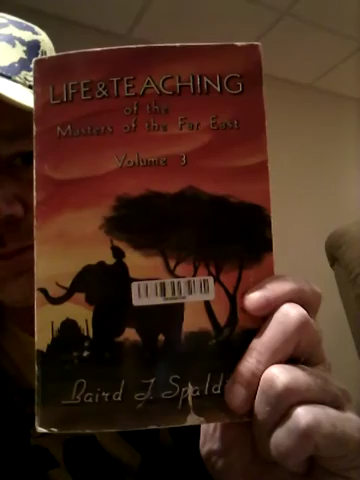 LIFE & TEACHING
of the
Masters of the Far East
Volume 3
Baird T. Spald